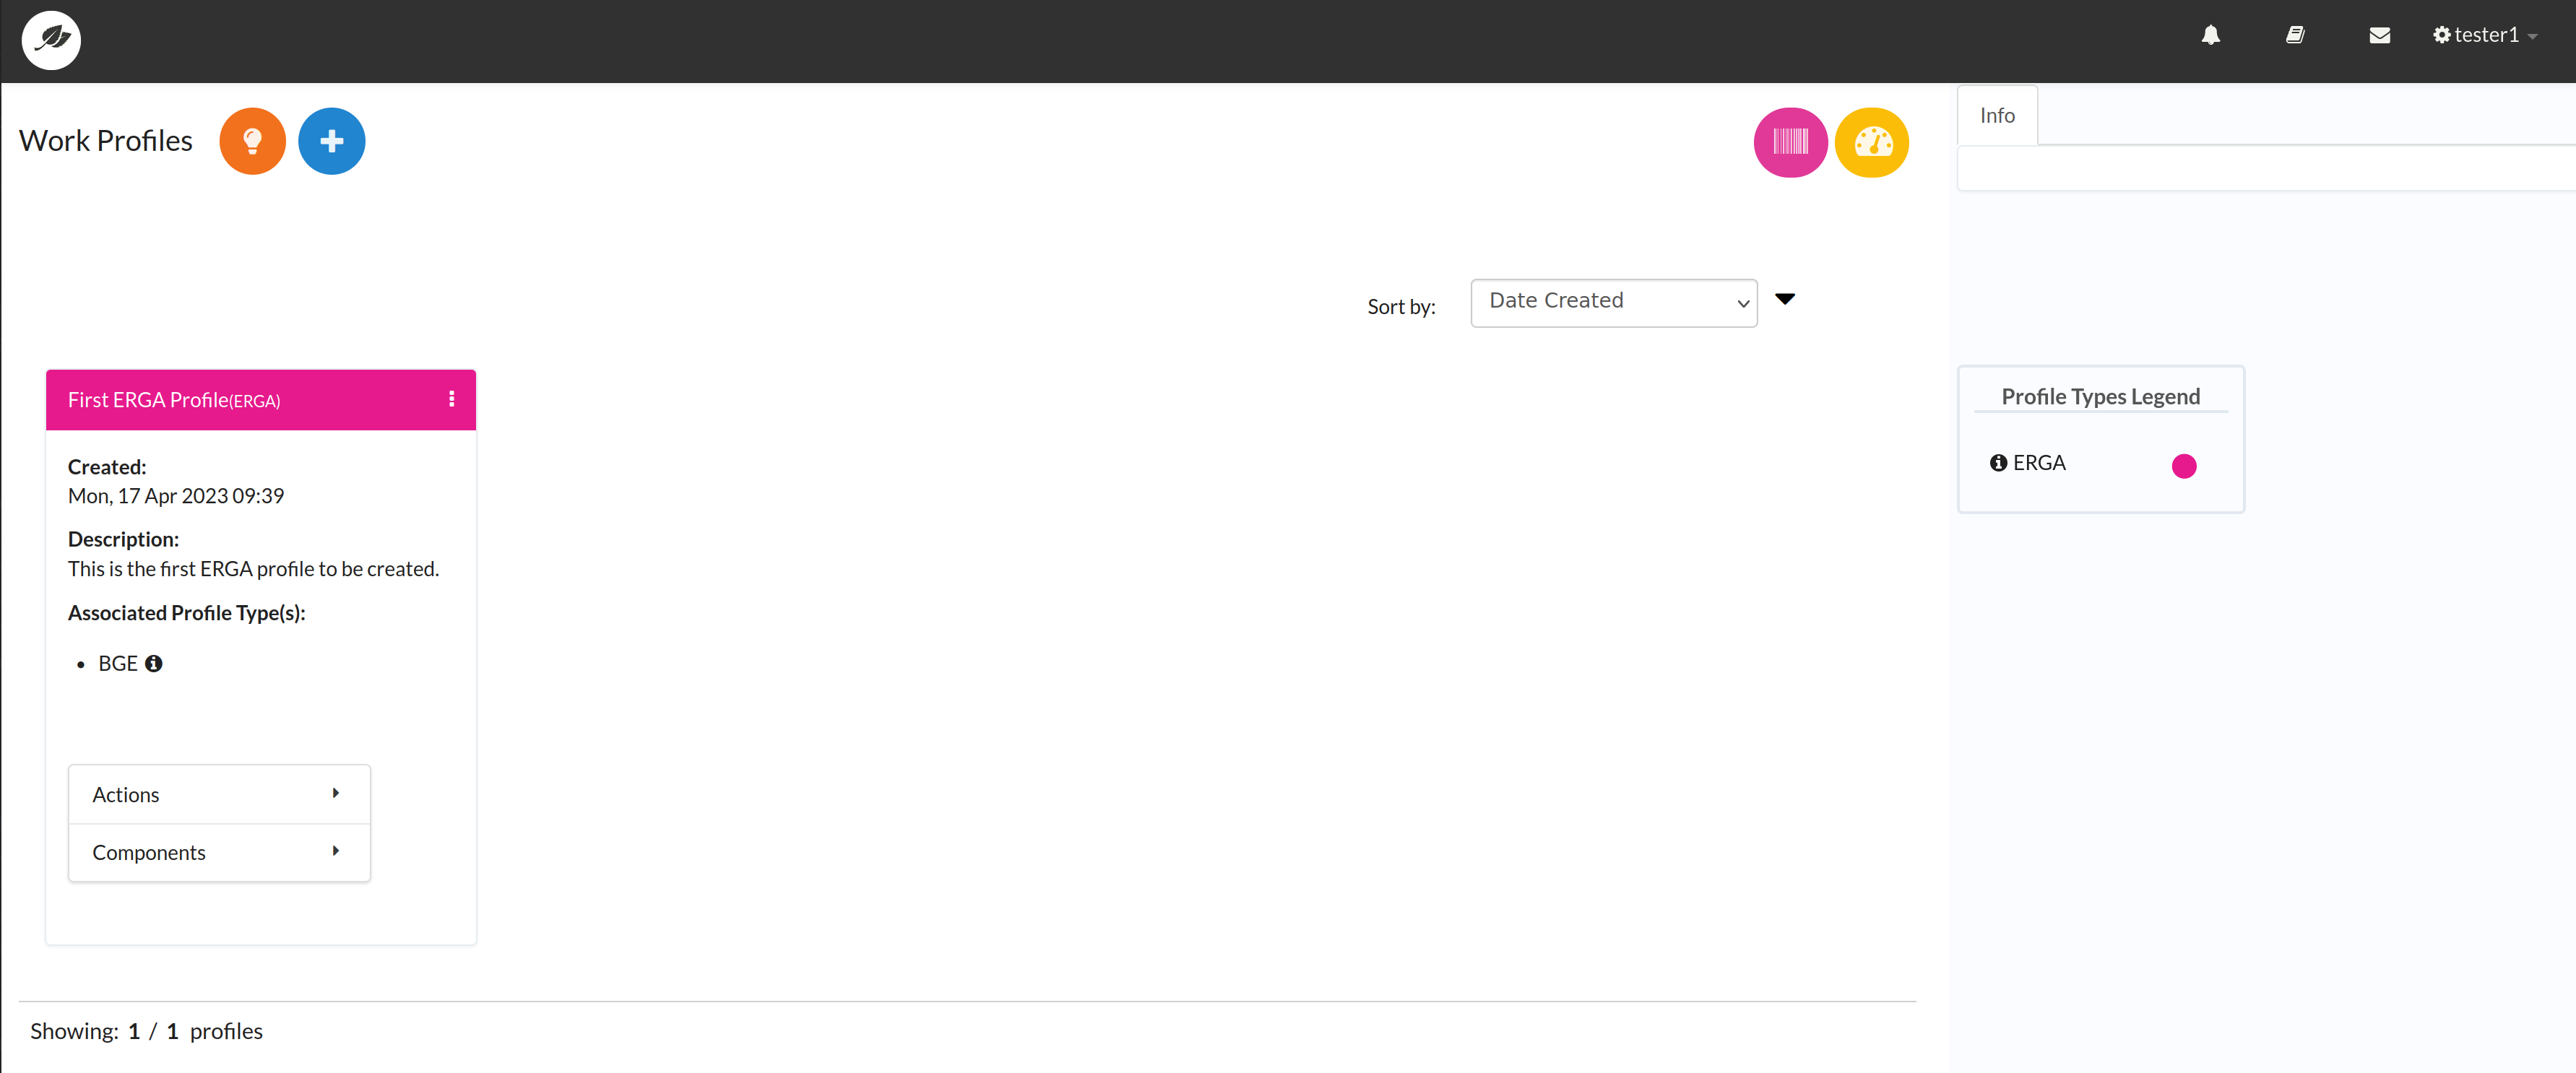 tester1
Work Profiles
Info
Sort by:
Date Created
First ERGA Profile(ERGA)
Created:
Mon, 17 Apr 2023 09:39
Description:
This is the first ERGA profile to be created.
Associated Profile Type(s):
• BGE
Actions
Components
Profile Types Legend
ERGA
Showing: 1 / 1 profiles